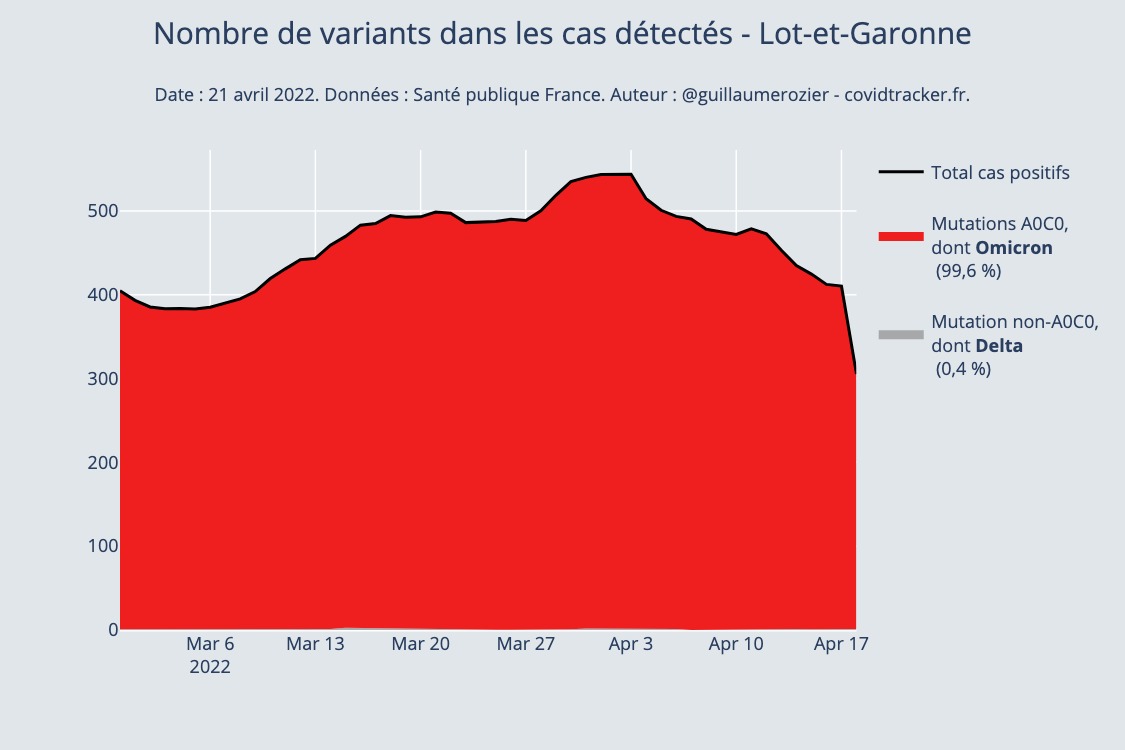 Nombre de variants dans les cas détectés - Lot-et-Garonne
Date : 21 avril 2022. Données : Santé publique France. Auteur : @guillaumerozier - covidtracker.fr.
Total cas positifs
Mutations A0C0,
dont Omicron
(99,6 %)
Mutation non-A0C0,
dont Delta
(0,4 %)
500
400
300
200
100
0
Mar 6
2022
Mar 13
Mar 20
Mar 27
Apr 3
Apr 10
Apr 17